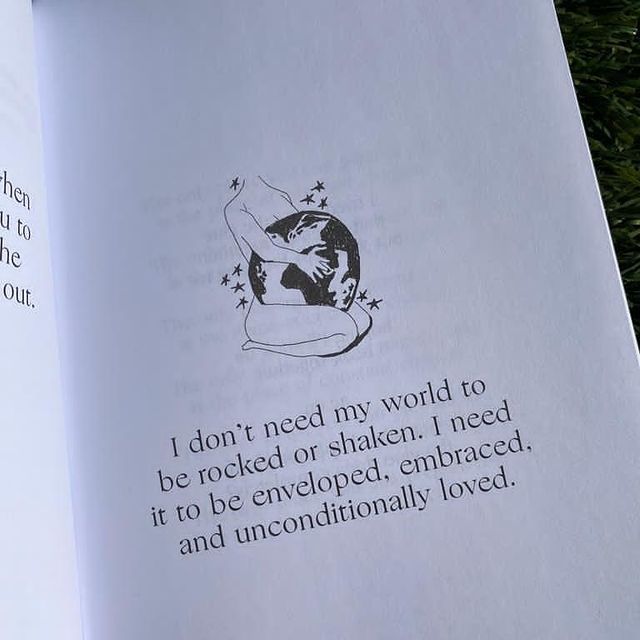 u to
he
out.
I don't need my world to
be rocked or shaken. I need
it to be enveloped, embraced,
and unconditionally loved.